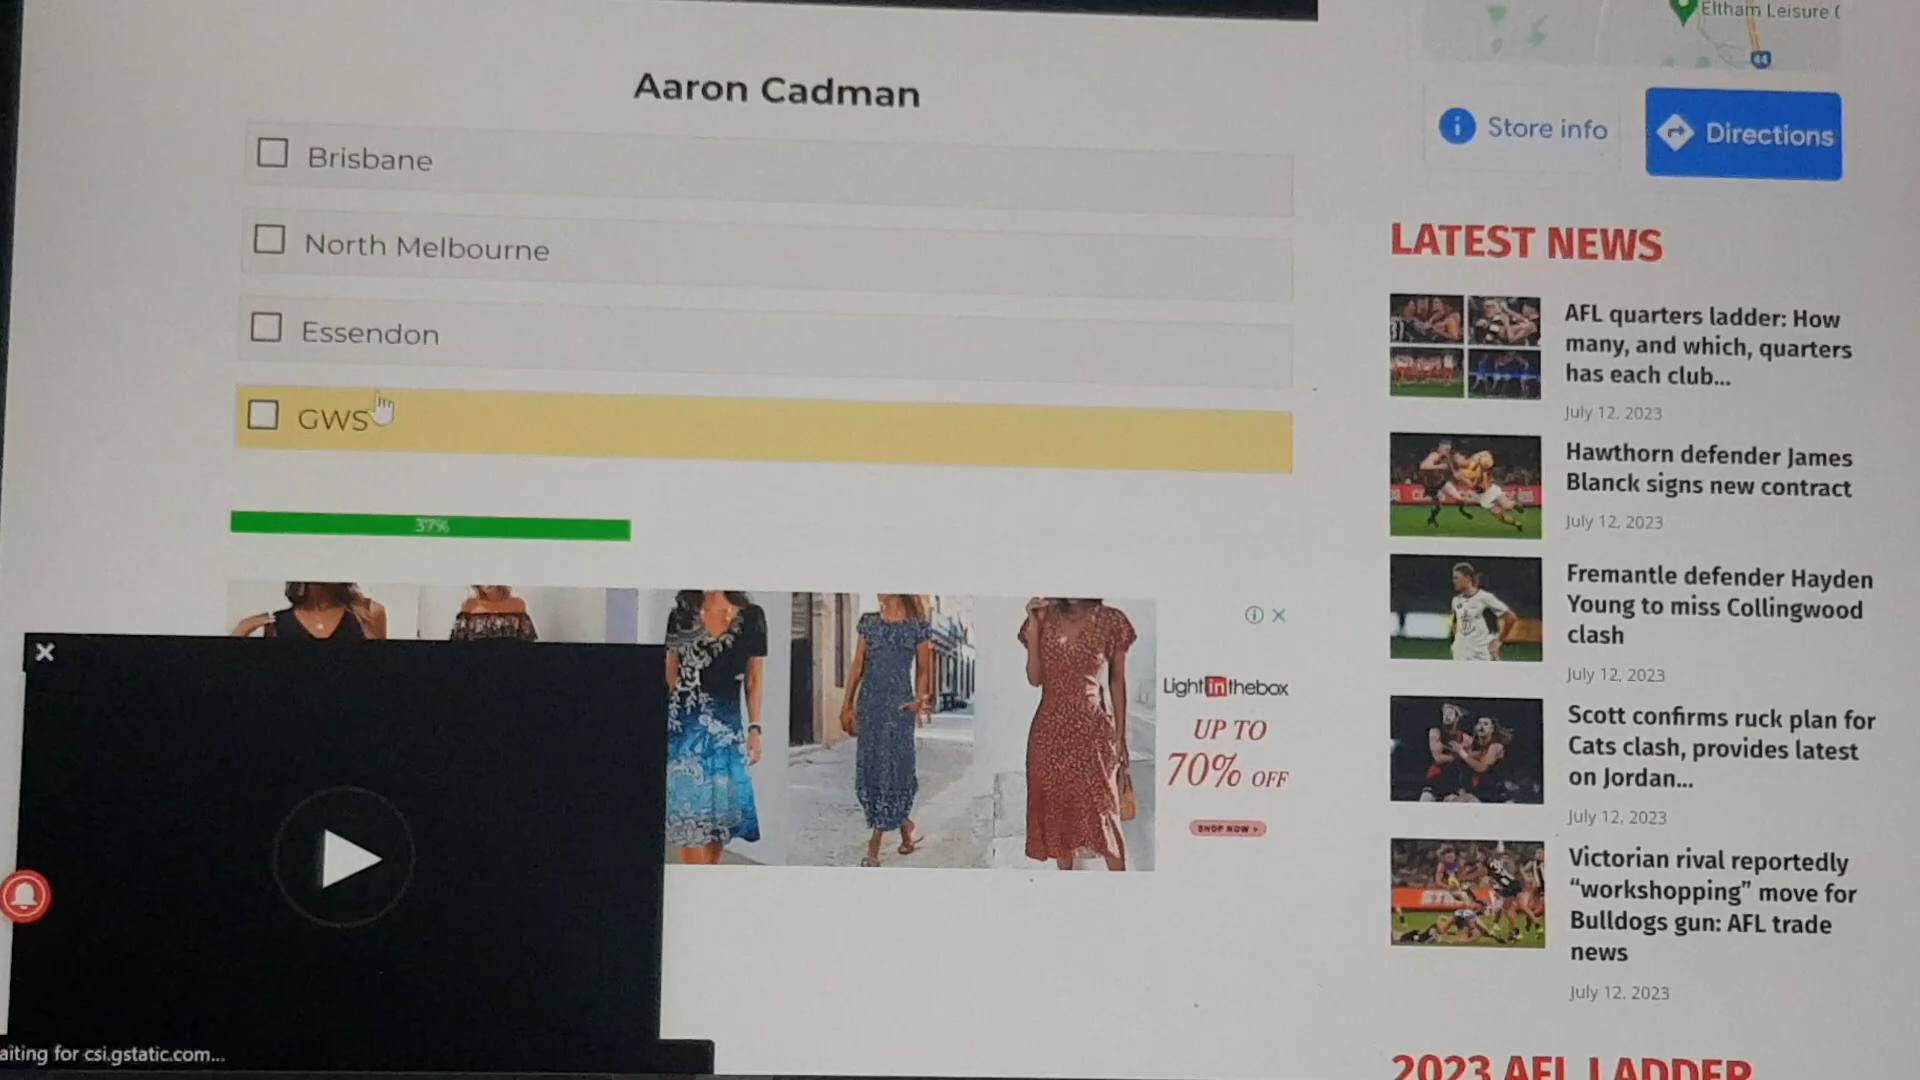 Aaron Cadman
Brisbane
North Melbourne
Essendon
GWS
37%
Lightinthebox
UP TO
70% OFF
SHOP NOW >
aiting for csi.gstatic.com...
Eltham Leisure C
44
Store info
Directions
LATEST NEWS
AFL quarters ladder: How
many, and which, quarters
has each club...
July 12, 2023
Hawthorn defender James
Blanck signs new contract
July 12, 2023
Fremantle defender Hayden
Young to miss Collingwood
clash
July 12, 2023
Scott confirms ruck plan for
Cats clash, provides latest
on Jordan...
July 12, 2023
Victorian rival reportedly
“workshopping” move for
Bulldogs gun: AFL trade
news
July 12, 2023
2023 AFL LADDER